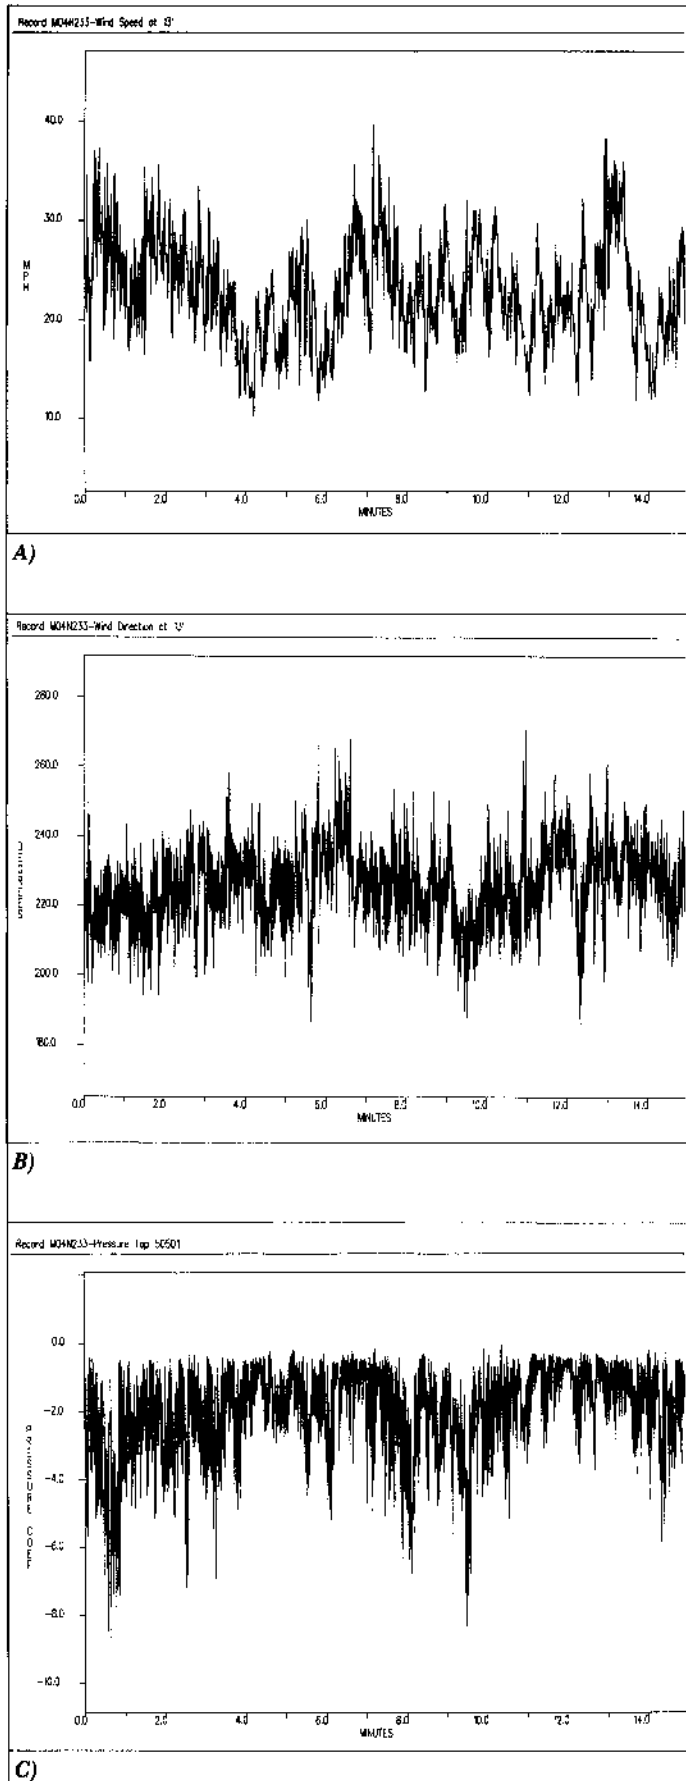 Record M04N233-Wind Speed at 13'
40.0
30.0
MPH
20.0
10.0
0.0 2.0 4.0 6.0 8.0 10.0 12.0 14.0
MINUTES
A)
Record M04N233-Wind Direction at 13'
280.0
260.0
240.0
220.0
200.0
180.0
0.0 2.0 4.0 6.0 8.0 10.0 12.0 14.0
MINUTES
B)
Record M04N233-Pressure Tap 50501
0.0
-2.0
PRESSURE COEF
-4.0
-6.0
-8.0
-10.0
0.0 2.0 4.0 6.0 8.0 10.0 12.0 14.0
MINUTES
C)